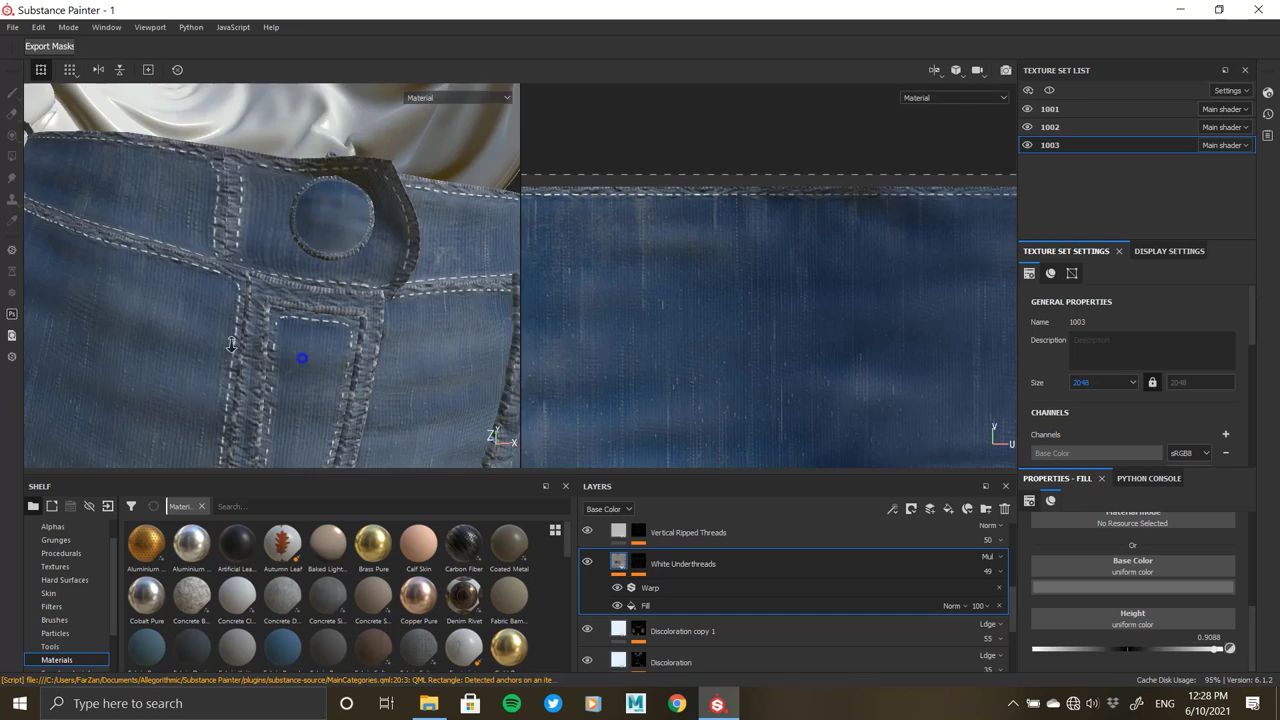 Substance Painter - 1
File Edit Mode Window Viewport Python JavaScript Help
Export Masks
Material
Material
Z Y X
V U
TEXTURE SET LIST
Settings
1001 Main shader
1002 Main shader
1003 Main shader
TEXTURE SET SETTINGS DISPLAY SETTINGS
GENERAL PROPERTIES
Name 1003
Description Description
Size 2048 2048
CHANNELS
Channels
Base Color sRGB8
PROPERTIES - FILL PYTHON CONSOLE
Material mode
No Resource Selected
Or
Base Color
uniform color
Height
uniform color
0.9088
SHELF
Materi... Search...
Alphas
Grunges
Procedurals
Textures
Hard Surfaces
Skin
Filters
Brushes
Particles
Tools
Materials
Aluminium ... Aluminium ... Artificial Lea... Autumn Leaf Baked Light... Brass Pure Calf Skin Carbon Fiber Coated Metal
Cobalt Pure Concrete B... Concrete Cl... Concrete D... Concrete Si... Concrete S... Copper Pure Denim Rivet Diamonds ...
LAYERS
Base Color
Norm
Vertical Ripped Threads
50
Mul
White Underthreads
49
Warp
Fill Norm 100
Ldge
Discoloration copy 1
55
Ldge
Discoloration
35
[Script] file:///C:/Users/FarZan/Documents/Allegorithmic/Substance Painter/plugins/substance-source/MainCategories.qml:20:3: QML Rectangle: Detected anchors on an ite...
Cache Disk Usage: 95% | Version: 6.1.2
Type here to search
ENG
12:28 PM
6/10/2021